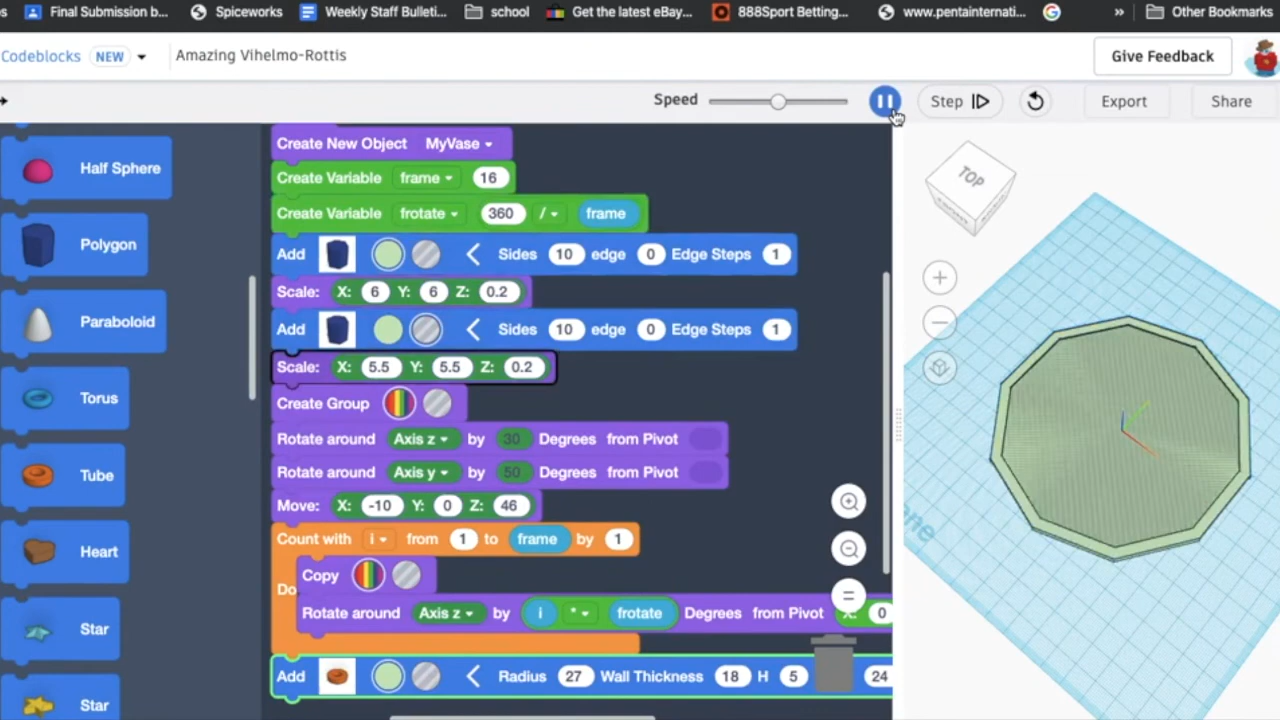 s Final Submission b... Spiceworks Weekly Staff Bulleti... school Get the latest eBay... 888Sport Betting... www.pentainternati... » Other Bookmarks
Codeblocks NEW Amazing Vihelmo-Rottis Give Feedback
Speed Step Export Share
Half Sphere
Polygon
Paraboloid
Torus
Tube
Heart
Star
Star
Create New Object MyVase
Create Variable frame 16
Create Variable frotate 360 / frame
Add Sides 10 edge 0 Edge Steps 1
Scale: X: 6 Y: 6 Z: 0.2
Add Sides 10 edge 0 Edge Steps 1
Scale: X: 5.5 Y: 5.5 Z: 0.2
Create Group
Rotate around Axis z by 30 Degrees from Pivot
Rotate around Axis y by 50 Degrees from Pivot
Move: X: -10 Y: 0 Z: 46
Count with i from 1 to frame by 1
Do
Copy
Rotate around Axis z by i * frotate Degrees from Pivot X: 0
Add Radius 27 Wall Thickness 18 H 5 24
TOP
ne